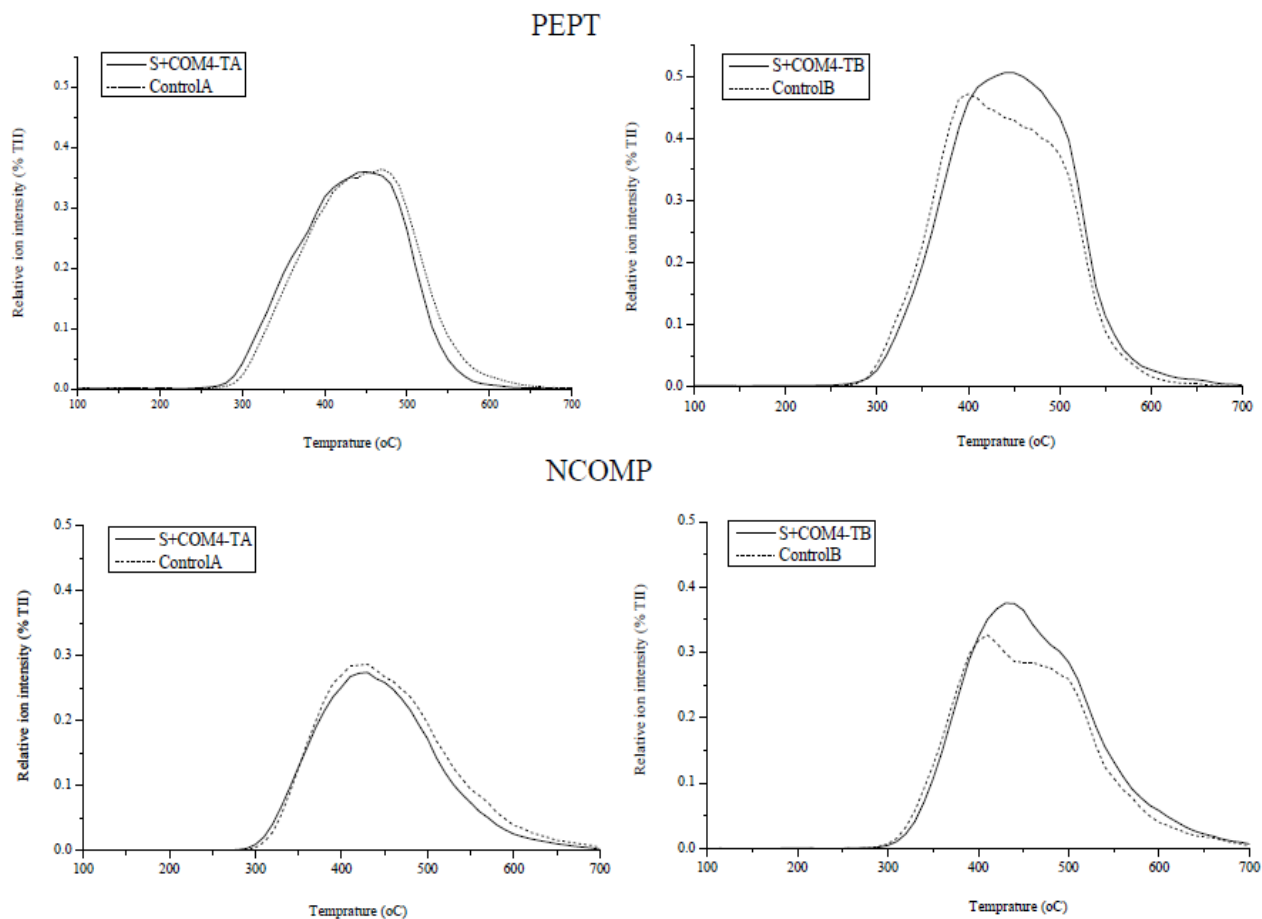 PEPT
S+COM4-TA
ControlA
Relative ion intensity (% TII)
0.5
0.4
0.3
0.2
0.1
0.0
100 200 300 400 500 600 700
Temprature (oC)
S+COM4-TB
ControlB
Relative ion intensity (% TII)
0.5
0.4
0.3
0.2
0.1
0.0
100 200 300 400 500 600 700
Temprature (oC)
NCOMP
S+COM4-TA
ControlA
Relative ion intensity (% TII)
0.5
0.4
0.3
0.2
0.1
0.0
100 200 300 400 500 600 700
Temprature (oC)
S+COM4-TB
ControlB
Relative ion intensity (% TII)
0.5
0.4
0.3
0.2
0.1
0.0
100 200 300 400 500 600 700
Temprature (oC)